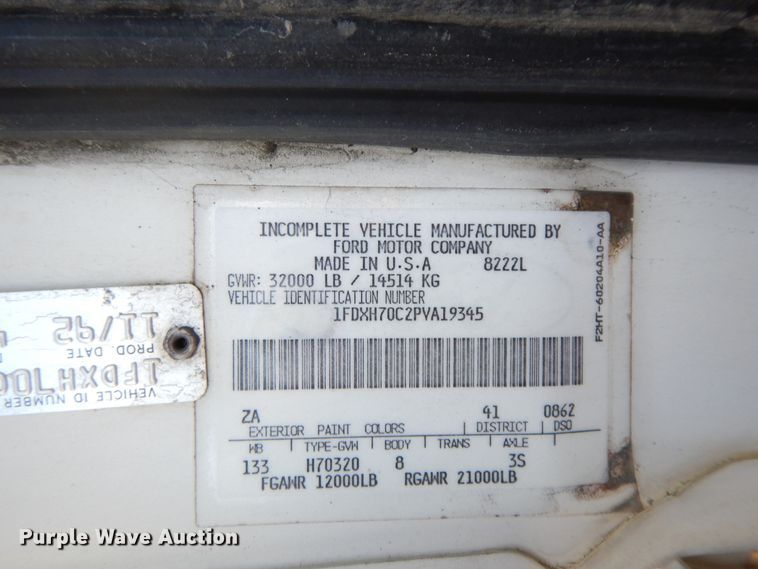 INCOMPLETE VEHICLE MANUFACTURED BY
FORD MOTOR COMPANY
MADE IN U.S.A 8222L
GVWR: 32000 LB / 14514 KG
VEHICLE IDENTIFICATION NUMBER
1FDXH70C2PVA19345
F2HT-60204A10-AA
ZA 41 0862
EXTERIOR PAINT COLORS DISTRICT DSO
WB TYPE-GVW BODY TRANS AXLE
133 H70320 8 3S
FGAWR 12000LB RGAWR 21000LB
VEHICLE ID NUMBER
1FDXH70C
PROD. DATE
11/92
Purple Wave Auction